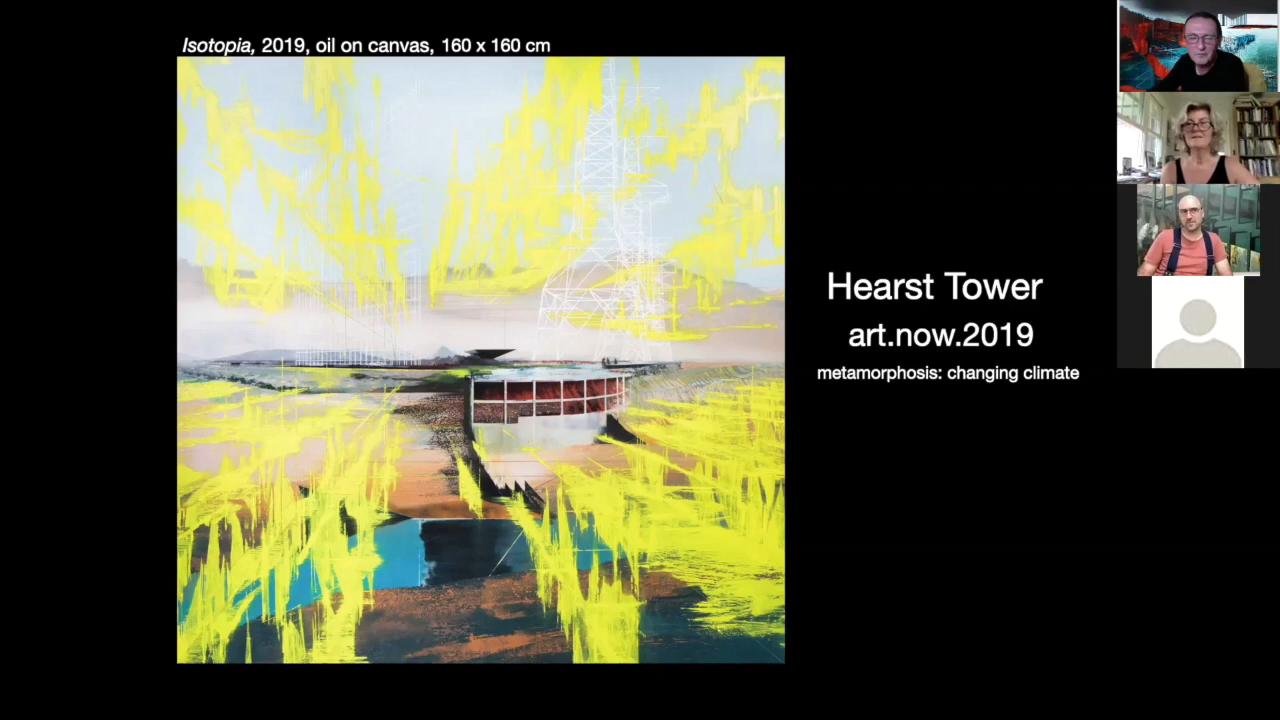 Isotopia, 2019, oil on canvas, 160 x 160 cm
Hearst Tower
art.now.2019
metamorphosis: changing climate